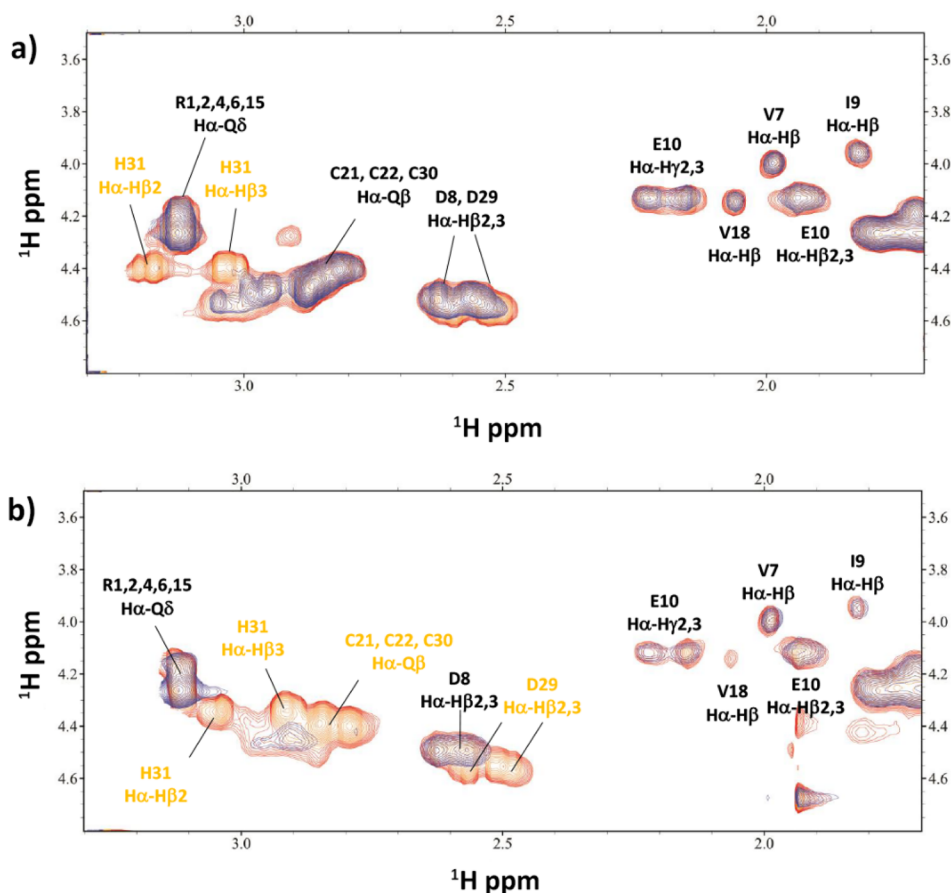 a)
3.0 2.5 2.0
3.6 3.6
3.8 3.8
4.0 4.0
4.2 4.2
4.4 4.4
4.6 4.6
¹H ppm
R1,2,4,6,15
Hα-Qδ
H31
Hα-Hβ2
H31
Hα-Hβ3
C21, C22, C30
Hα-Qβ
D8, D29
Hα-Hβ2,3
E10
Hα-Hγ2,3
V7
Hα-Hβ
I9
Hα-Hβ
V18
Hα-Hβ
E10
Hα-Hβ2,3
3.0 2.5 2.0
¹H ppm
b)
3.0 2.5 2.0
3.6 3.6
3.8 3.8
4.0 4.0
4.2 4.2
4.4 4.4
4.6 4.6
¹H ppm
R1,2,4,6,15
Hα-Qδ
H31
Hα-Hβ3
C21, C22, C30
Hα-Qβ
D8
Hα-Hβ2,3
D29
Hα-Hβ2,3
E10
Hα-Hγ2,3
V7
Hα-Hβ
I9
Hα-Hβ
V18
Hα-Hβ
E10
Hα-Hβ2,3
H31
Hα-Hβ2
3.0 2.5 2.0
¹H ppm